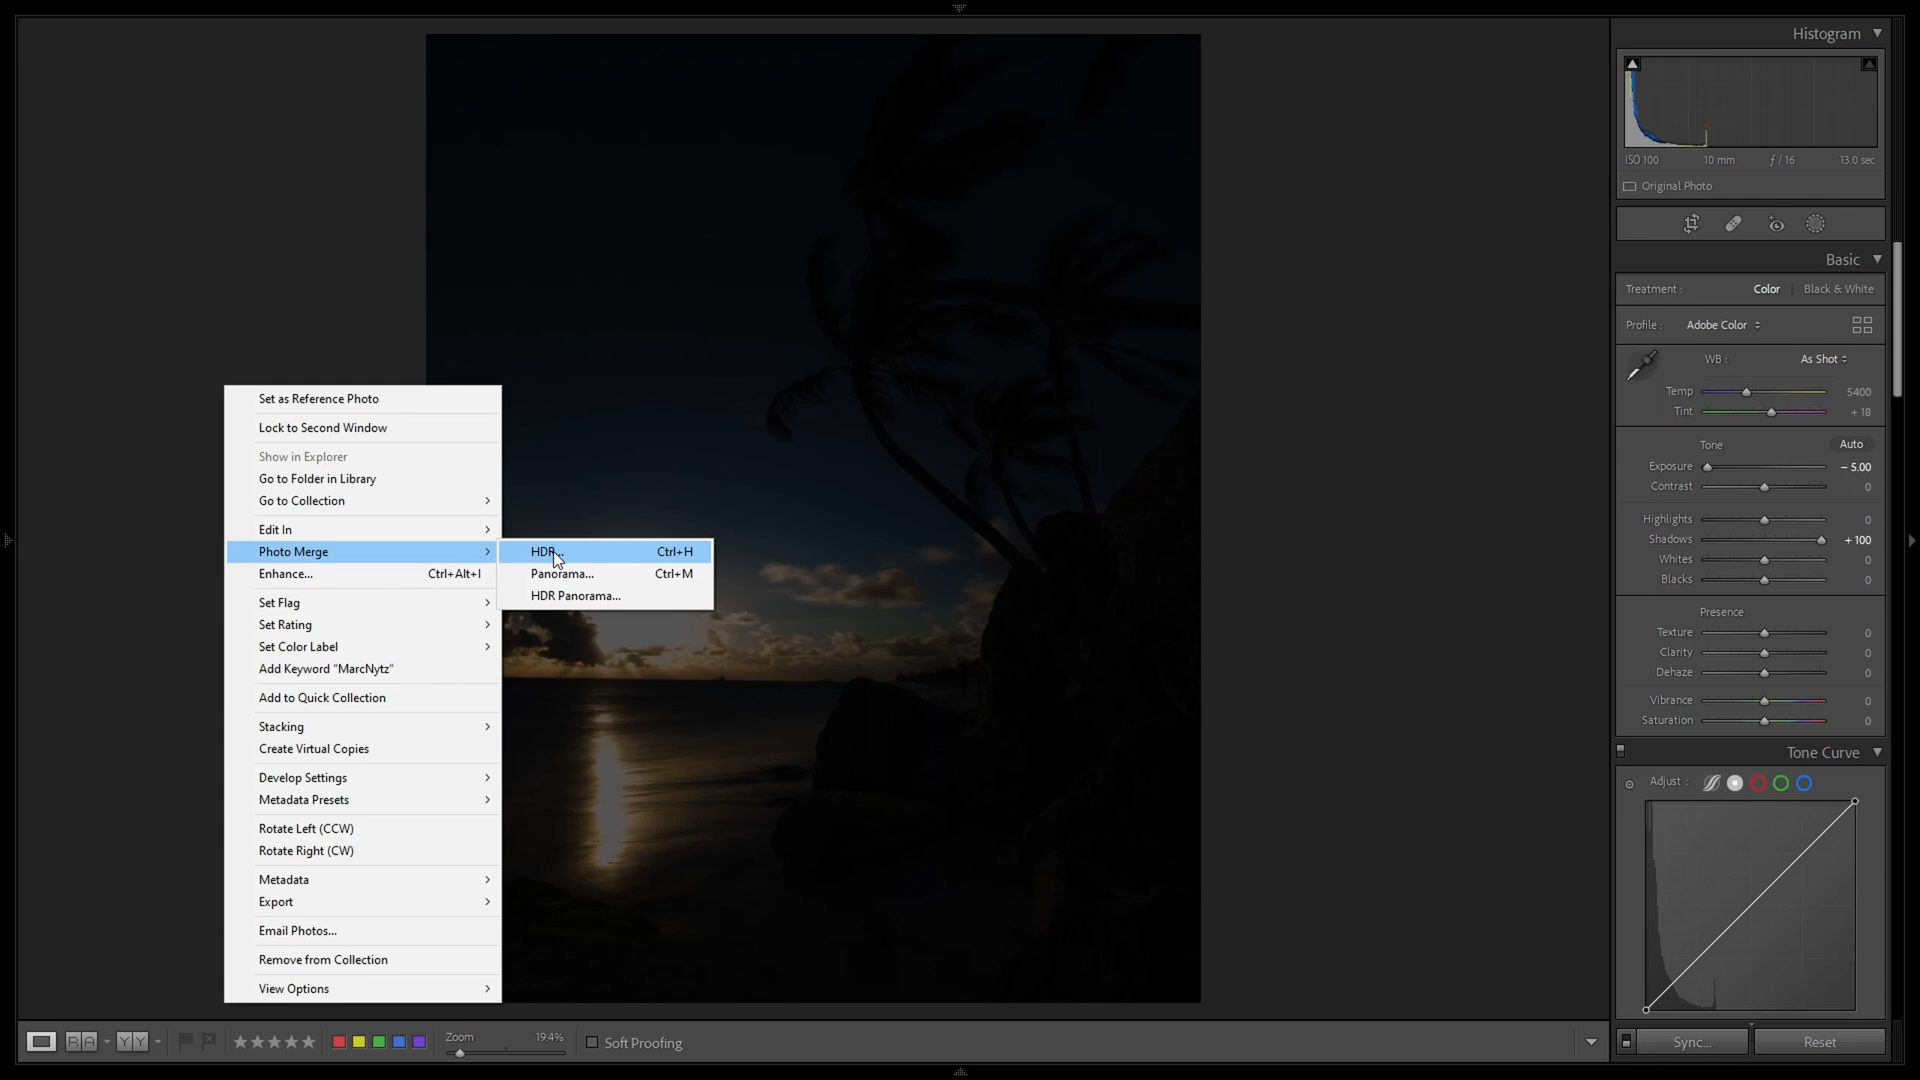 Histogram
ISO 100 10 mm ƒ / 16 13.0 sec
Original Photo
Basic
Treatment : Color Black & White
Profile : Adobe Color
WB : As Shot
Temp 5400
Tint + 18
Tone Auto
Exposure – 5.00
Contrast 0
Highlights 0
Shadows + 100
Whites 0
Blacks 0
Presence
Texture 0
Clarity 0
Dehaze 0
Vibrance 0
Saturation 0
Tone Curve
Adjust :
Sync... Reset
Set as Reference Photo
Lock to Second Window
Show in Explorer
Go to Folder in Library
Go to Collection
Edit In
Photo Merge
Enhance... Ctrl+Alt+I
Set Flag
Set Rating
Set Color Label
Add Keyword “MarcNytz”
Add to Quick Collection
Stacking
Create Virtual Copies
Develop Settings
Metadata Presets
Rotate Left (CCW)
Rotate Right (CW)
Metadata
Export
Email Photos...
Remove from Collection
View Options
HDR... Ctrl+H
Panorama... Ctrl+M
HDR Panorama...
R A Y Y Zoom 19.4% Soft Proofing